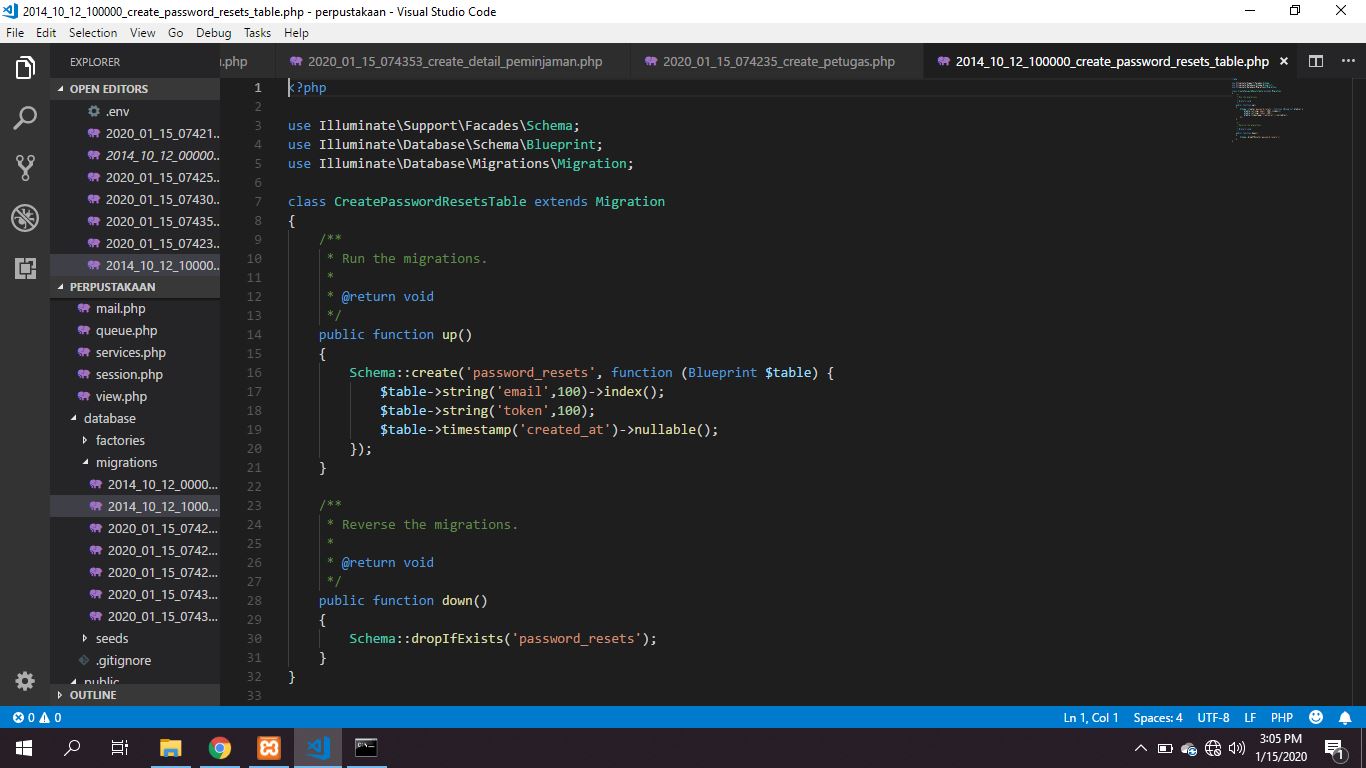 2014_10_12_100000_create_password_resets_table.php - perpustakaan - Visual Studio Code
File Edit Selection View Go Debug Tasks Help
EXPLORER
.php 2020_01_15_074353_create_detail_peminjaman.php 2020_01_15_074235_create_petugas.php 2014_10_12_100000_create_password_resets_table.php
OPEN EDITORS
.env
2020_01_15_07421...
2014_10_12_00000...
2020_01_15_07425...
2020_01_15_07430...
2020_01_15_07435...
2020_01_15_07423...
2014_10_12_10000...
PERPUSTAKAAN
mail.php
queue.php
services.php
session.php
view.php
database
factories
migrations
2014_10_12_0000...
2014_10_12_1000...
2020_01_15_0742...
2020_01_15_0742...
2020_01_15_0742...
2020_01_15_0743...
2020_01_15_0743...
seeds
.gitignore
public
OUTLINE
1 <?php
2
3 use Illuminate\Support\Facades\Schema;
4 use Illuminate\Database\Schema\Blueprint;
5 use Illuminate\Database\Migrations\Migration;
6
7 class CreatePasswordResetsTable extends Migration
8 {
9 /**
10 * Run the migrations.
11 *
12 * @return void
13 */
14 public function up()
15 {
16 Schema::create('password_resets', function (Blueprint $table) {
17 $table->string('email',100)->index();
18 $table->string('token',100);
19 $table->timestamp('created_at')->nullable();
20 });
21 }
22
23 /**
24 * Reverse the migrations.
25 *
26 * @return void
27 */
28 public function down()
29 {
30 Schema::dropIfExists('password_resets');
31 }
32 }
33
0 0 Ln 1, Col 1 Spaces: 4 UTF-8 LF PHP
3:05 PM
1/15/2020
1